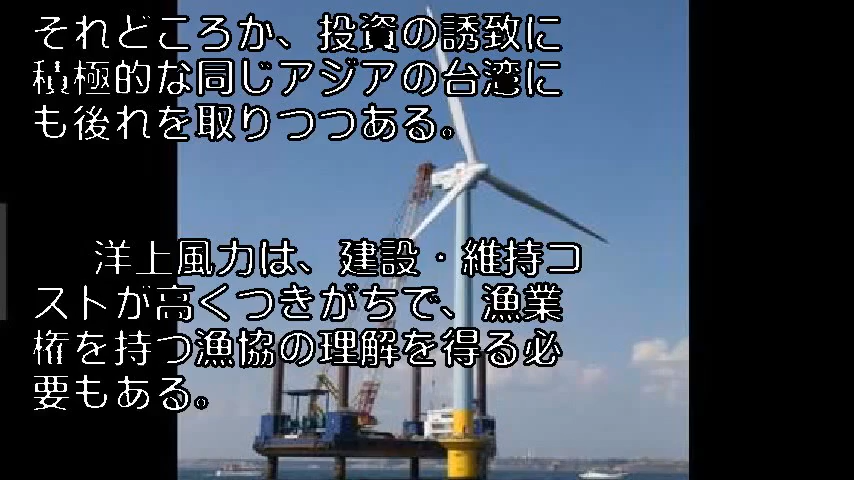 それどころか、投資の誘致に
積極的な同じアジアの台湾に
も後れを取りつつある。
洋上風力は、建設・維持コ
ストが高くつきがちで、漁業
権を持つ漁協の理解を得る必
要もある。